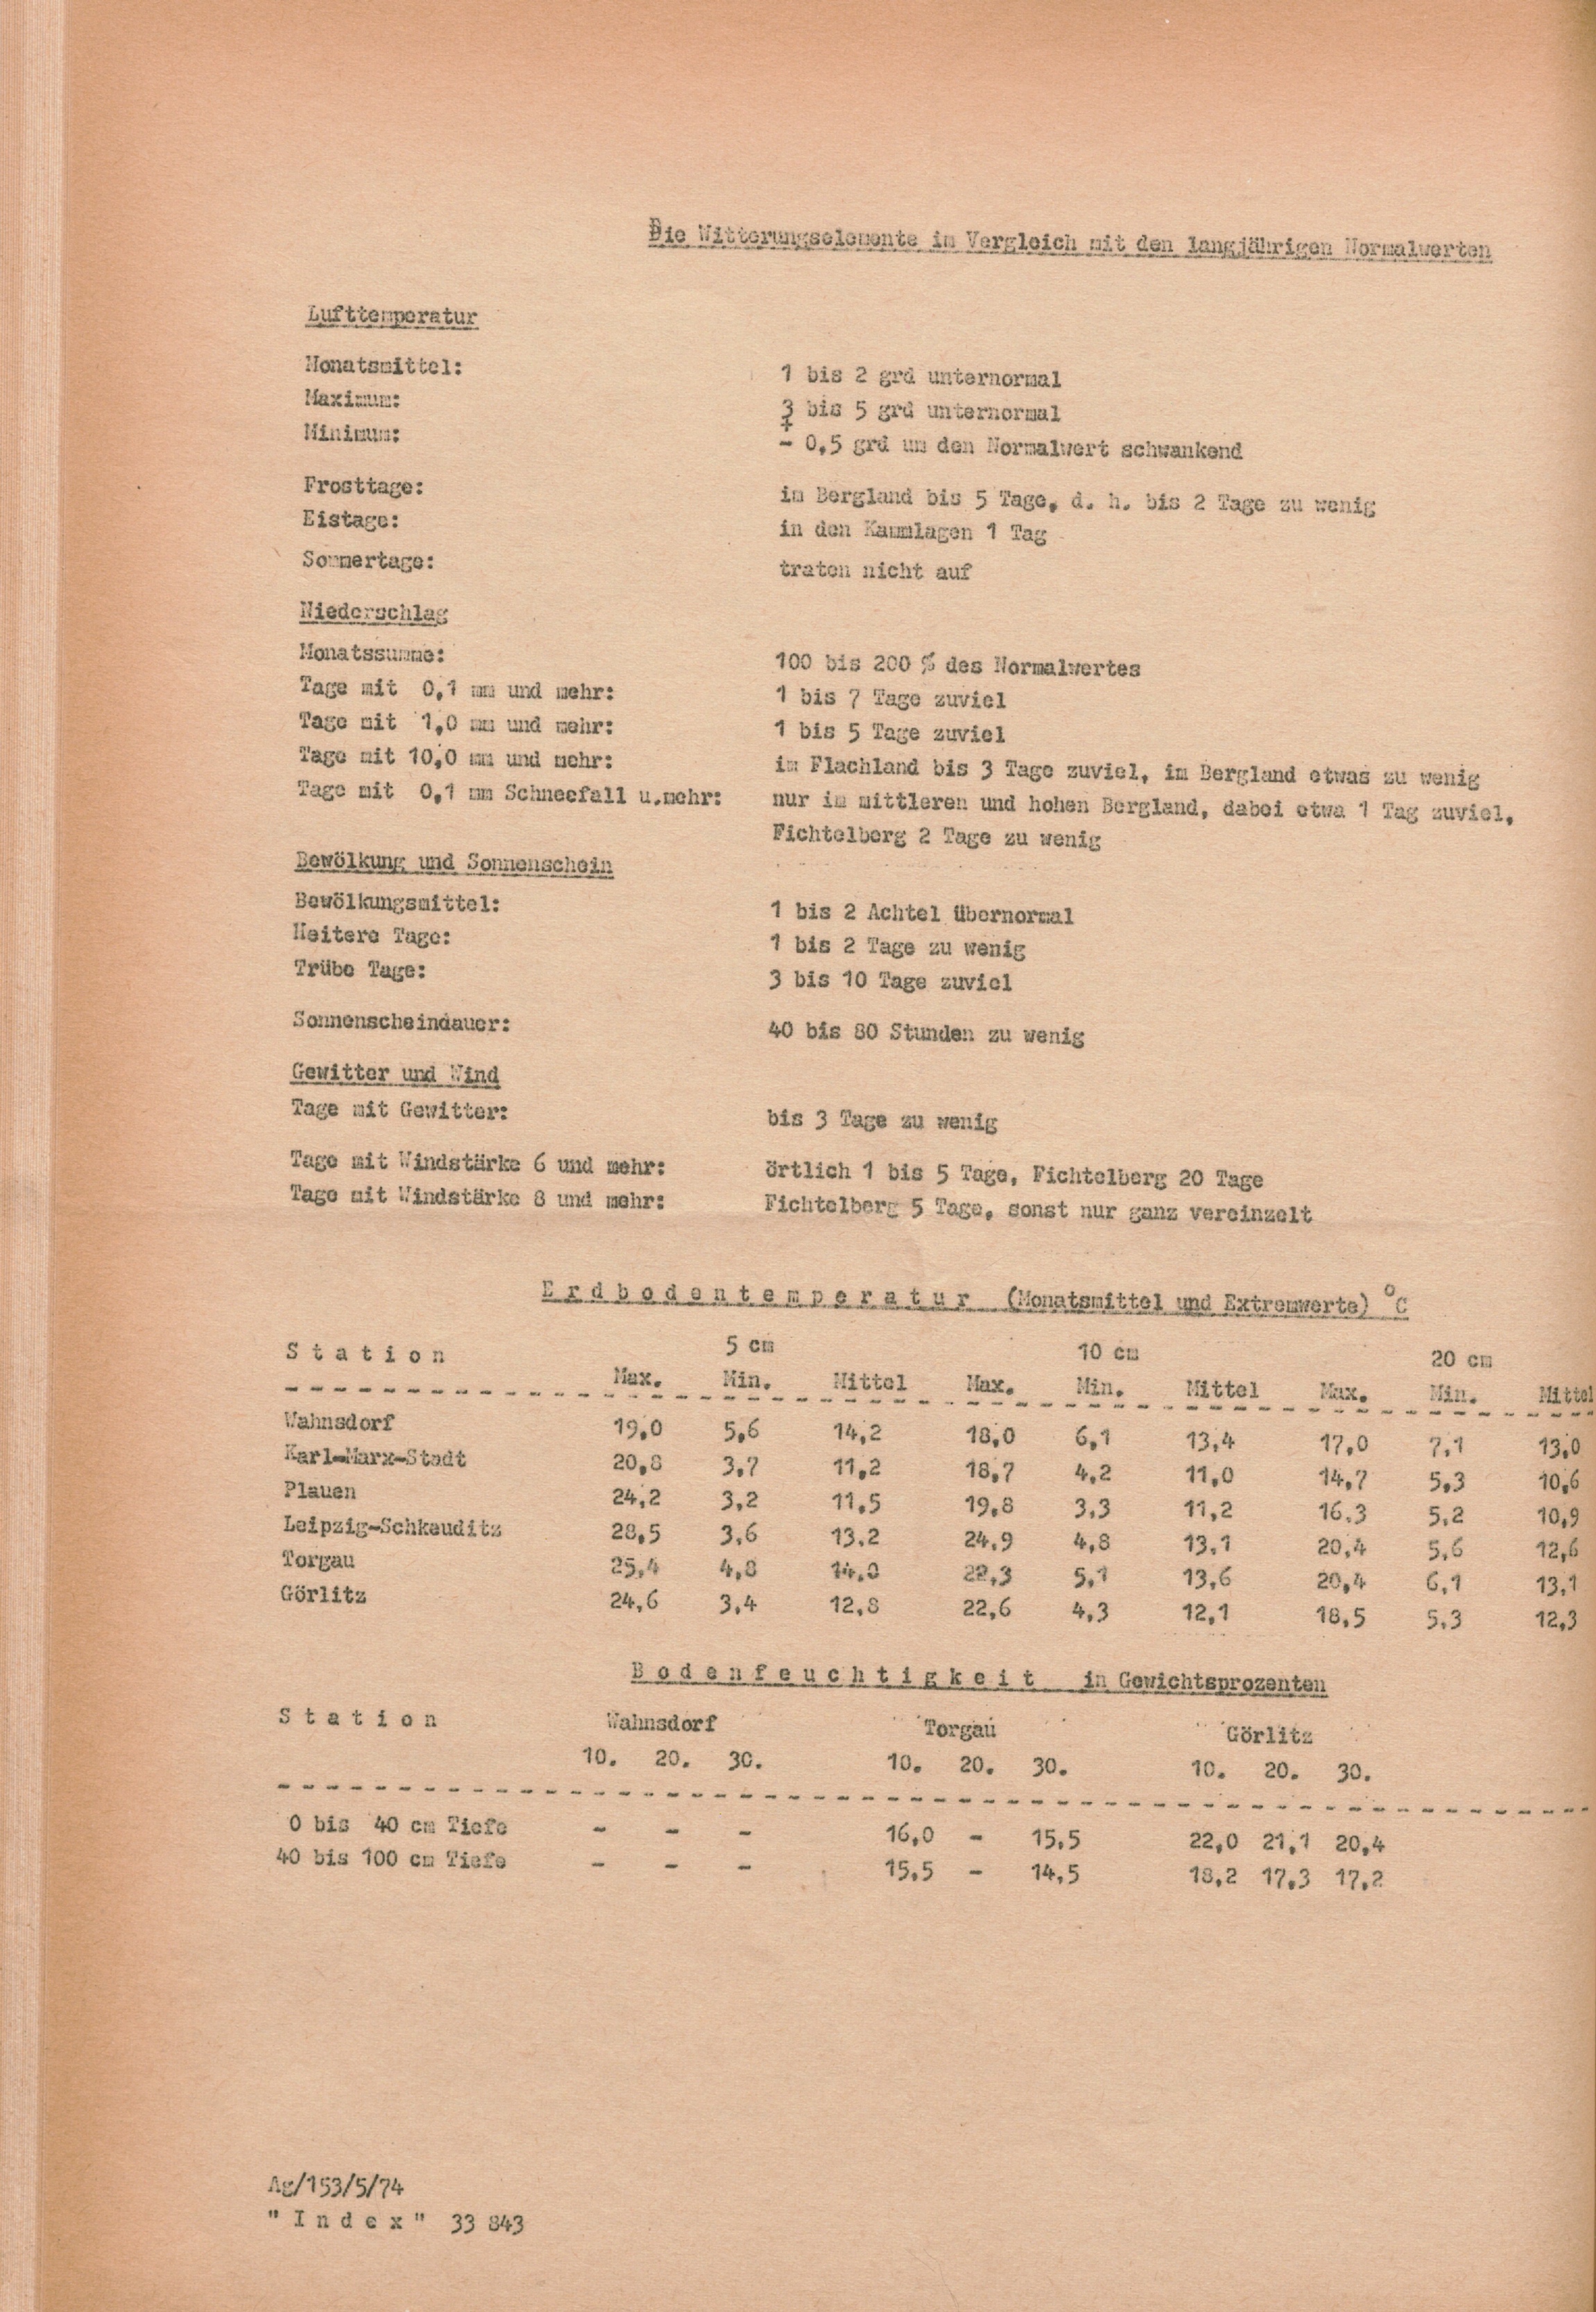 Die Witterungselemente im Vergleich mit den langjährigen Normalwerten
Lufttemperatur
Monatsmittel: 1 bis 2 grd unternormal
Maximum: 3 bis 5 grd unternormal
Minimum: ± 0,5 grd um den Normalwert schwankend
Frosttage: im Bergland bis 5 Tage, d. h. bis 2 Tage zu wenig
Eistage: in den Kammlagen 1 Tag
Sommertage: traten nicht auf
Niederschlag
Monatssumme: 100 bis 200 % des Normalwertes
Tage mit 0,1 mm und mehr: 1 bis 7 Tage zuviel
Tage mit 1,0 mm und mehr: 1 bis 5 Tage zuviel
Tage mit 10,0 mm und mehr: im Flachland bis 3 Tage zuviel, im Bergland etwas zu wenig
Tage mit 0,1 mm Schneefall u.mehr: nur im mittleren und hohen Bergland, dabei etwa 1 Tag zuviel,
Fichtelberg 2 Tage zu wenig
Bewölkung und Sonnenschein
Bewölkungsmittel: 1 bis 2 Achtel übernormal
Heitere Tage: 1 bis 2 Tage zu wenig
Trübe Tage: 3 bis 10 Tage zuviel
Sonnenscheindauer: 40 bis 80 Stunden zu wenig
Gewitter und Wind
Tage mit Gewitter: bis 3 Tage zu wenig
Tage mit Windstärke 6 und mehr: örtlich 1 bis 5 Tage, Fichtelberg 20 Tage
Tage mit Windstärke 8 und mehr: Fichtelberg 5 Tage, sonst nur ganz vereinzelt
E r d b o d e n t e m p e r a t u r (Monatsmittel und Extremwerte) °C
S t a t i o n 5 cm 10 cm 20 cm
Max. Min. Mittel Max. Min. Mittel Max. Min. Mittel
Wahnsdorf 19,0 5,6 14,2 18,0 6,1 13,4 17,0 7,1 13,0
Karl-Marx-Stadt 20,8 3,7 11,2 18,7 4,2 11,0 14,7 5,3 10,6
Plauen 24,2 3,2 11,5 19,8 3,3 11,2 16,3 5,2 10,9
Leipzig-Schkeuditz 28,5 3,6 13,2 24,9 4,8 13,1 20,4 5,6 12,6
Torgau 25,4 4,8 14,0 22,3 5,1 13,6 20,4 6,1 13,1
Görlitz 24,6 3,4 12,8 22,6 4,3 12,1 18,5 5,3 12,3
B o d e n f e u c h t i g k e i t in Gewichtsprozenten
S t a t i o n Wahnsdorf Torgau Görlitz
10. 20. 30. 10. 20. 30. 10. 20. 30.
0 bis 40 cm Tiefe - - - 16,0 - 15,5 22,0 21,1 20,4
40 bis 100 cm Tiefe - - - 15,5 - 14,5 18,2 17,3 17,2
Ag/153/5/74
" I n d e x " 33 843